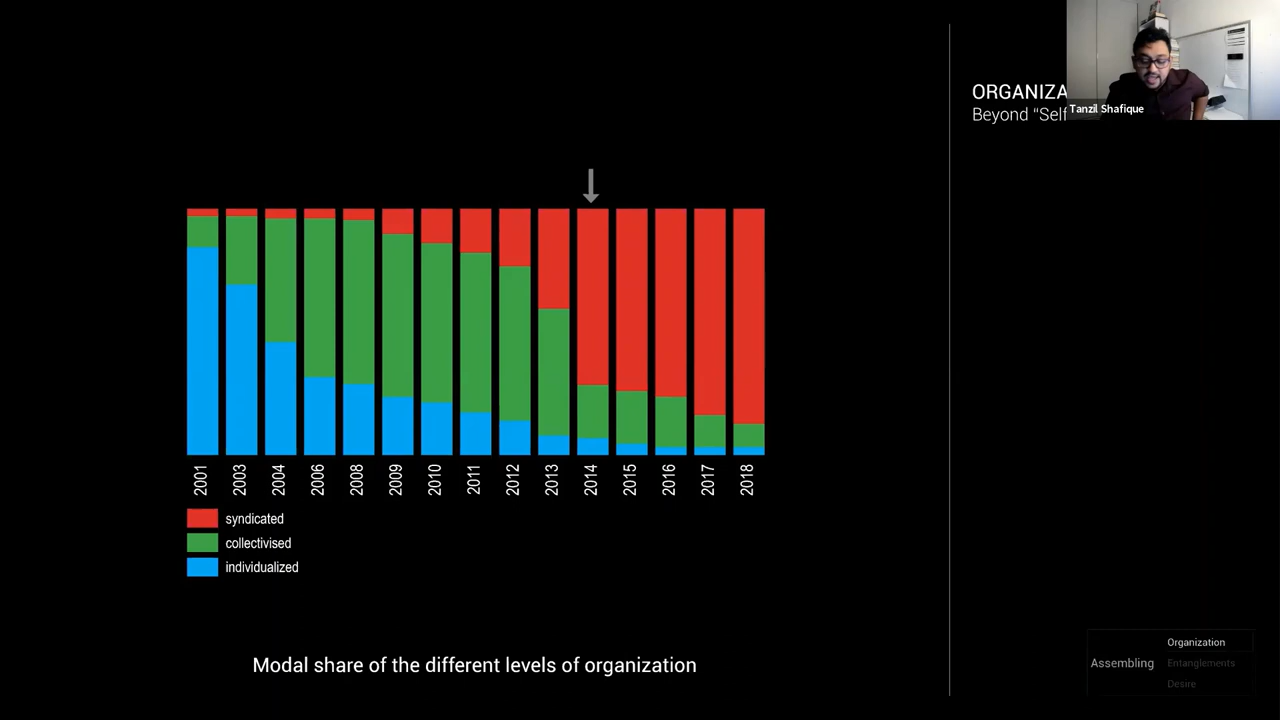 ORGANIZA
Beyond “Self
Tanzil Shafique
2001
2003
2004
2006
2008
2009
2010
2011
2012
2013
2014
2015
2016
2017
2018
syndicated
collectivised
individualized
Modal share of the different levels of organization
Assembling
Organization
Entanglements
Desire